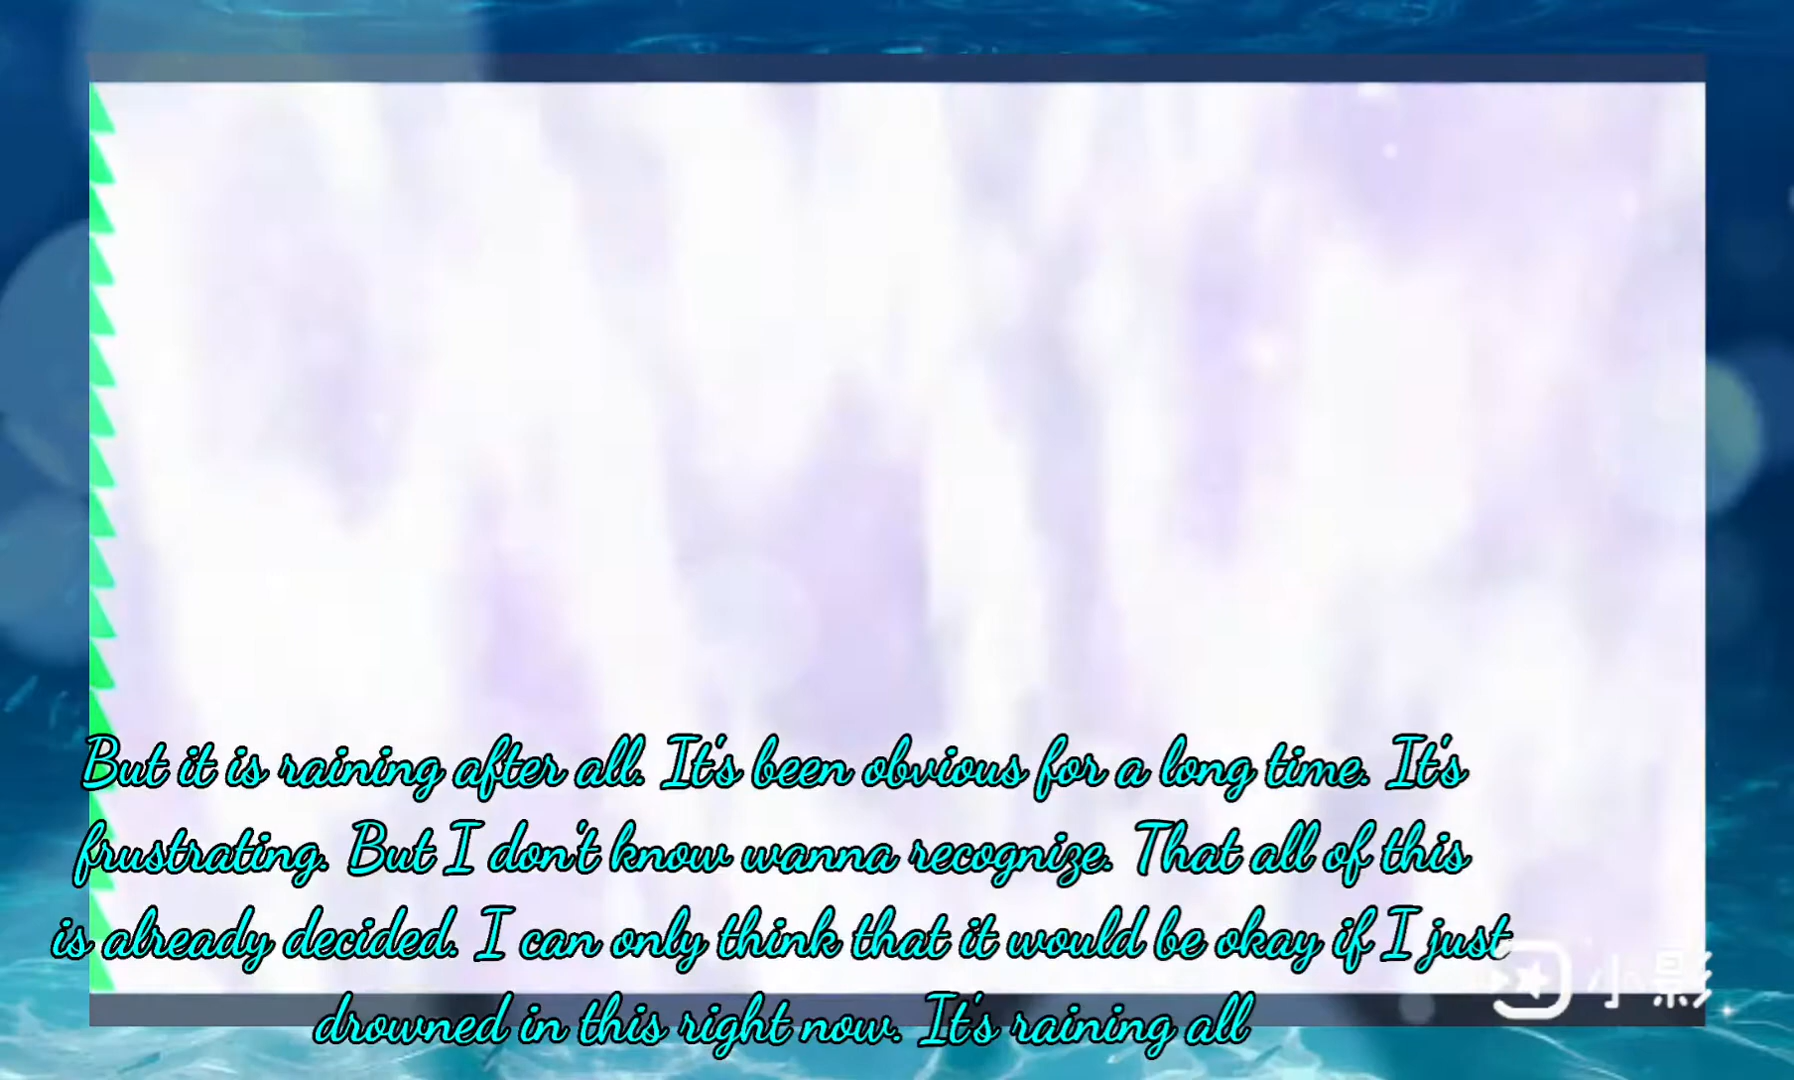 But it is raining after all. It's been obvious for a long time. It's
frustrating. But I don't know wanna recognize. That all of this
is already decided. I can only think that it would be okay if I just
drowned in this right now. It's raining all
小影